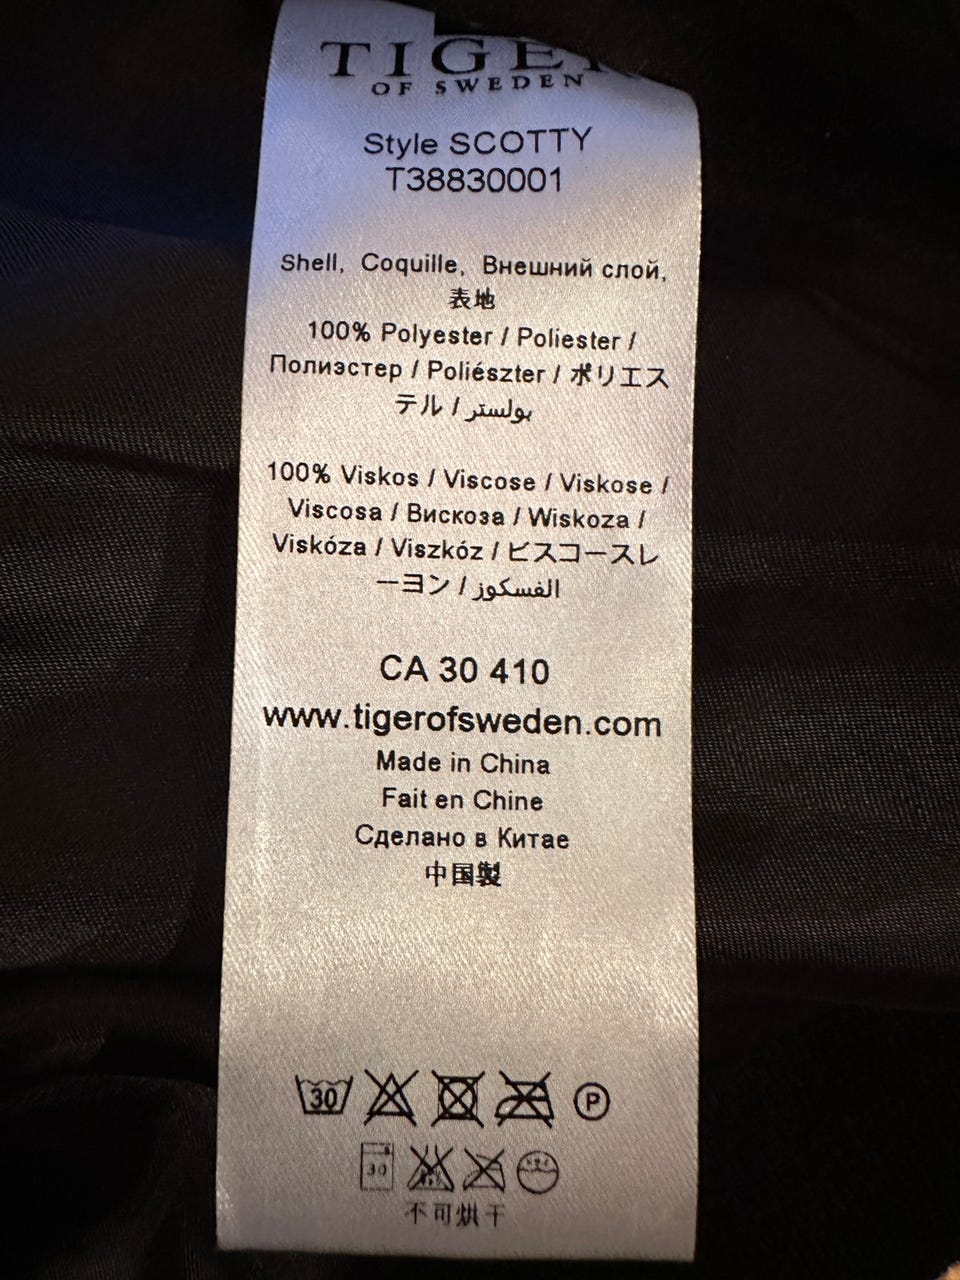 TIGER
OF SWEDEN
Style SCOTTY
T38830001
Shell, Coquille, Внешний слой,
表地
100% Polyester / Poliester /
Полиэстер / Poliészter / ポリエス
テル / بولستر
100% Viskos / Viscose / Viskose /
Viscosa / Вискоза / Wiskoza /
Viskóza / Viszkóz / ビスコースレ
ーヨン / الفسكوز
CA 30 410
www.tigerofsweden.com
Made in China
Fait en Chine
Сделано в Китае
中国製
30 P
30
不可烘干